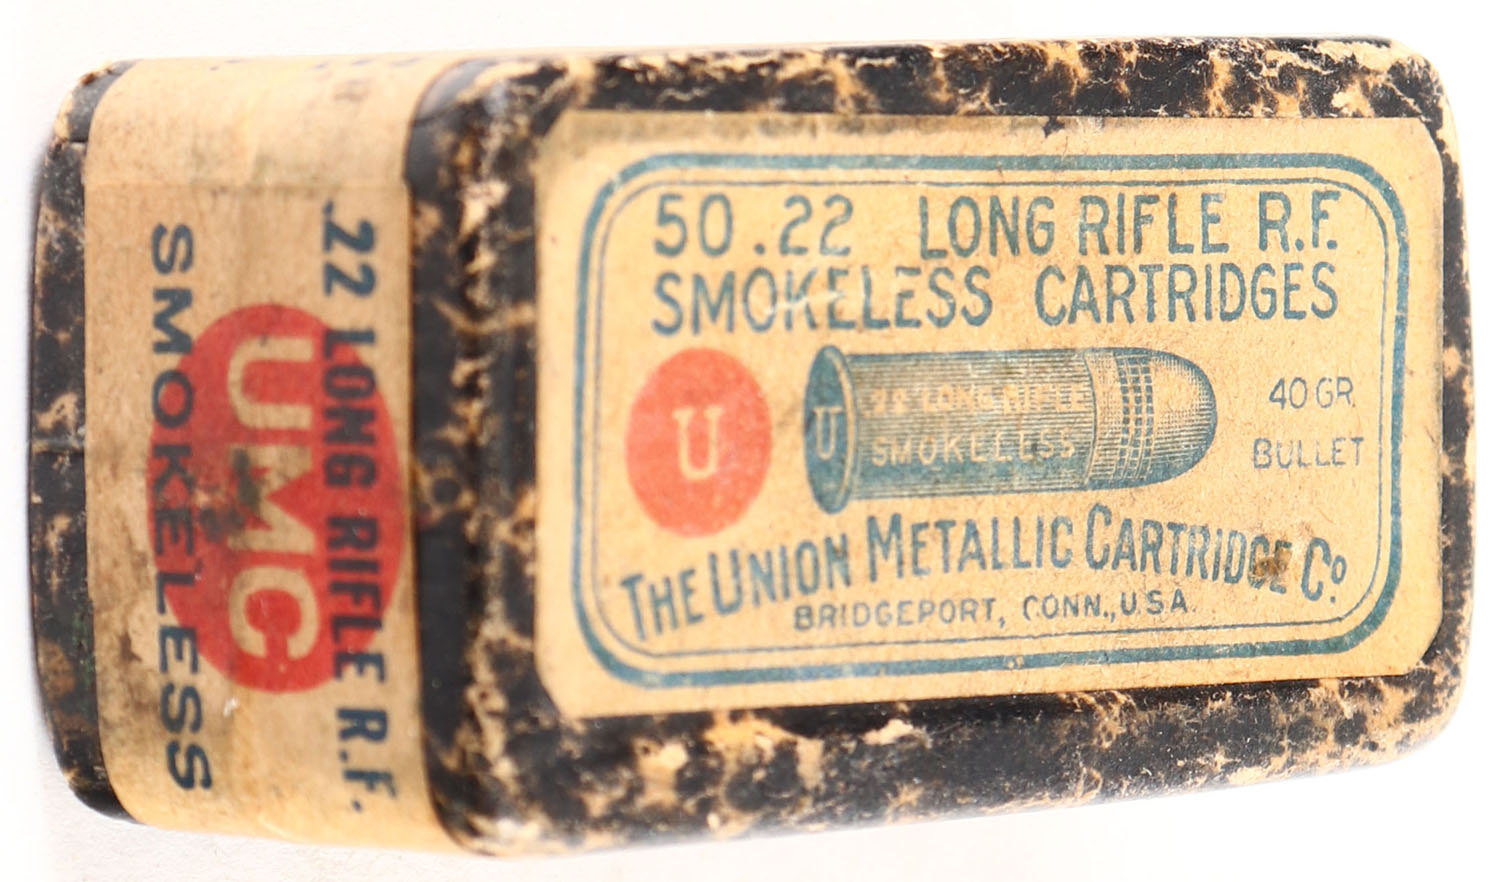 50 .22 LONG RIFLE R.F.
SMOKELESS CARTRIDGES
U
U
22 LONG RIFLE
SMOKELESS
40 GR.
BULLET
THE UNION METALLIC CARTRIDGE Co.
BRIDGEPORT, CONN., U.S.A.
.22 LONG RIFLE R.F.
UMC
SMOKELESS